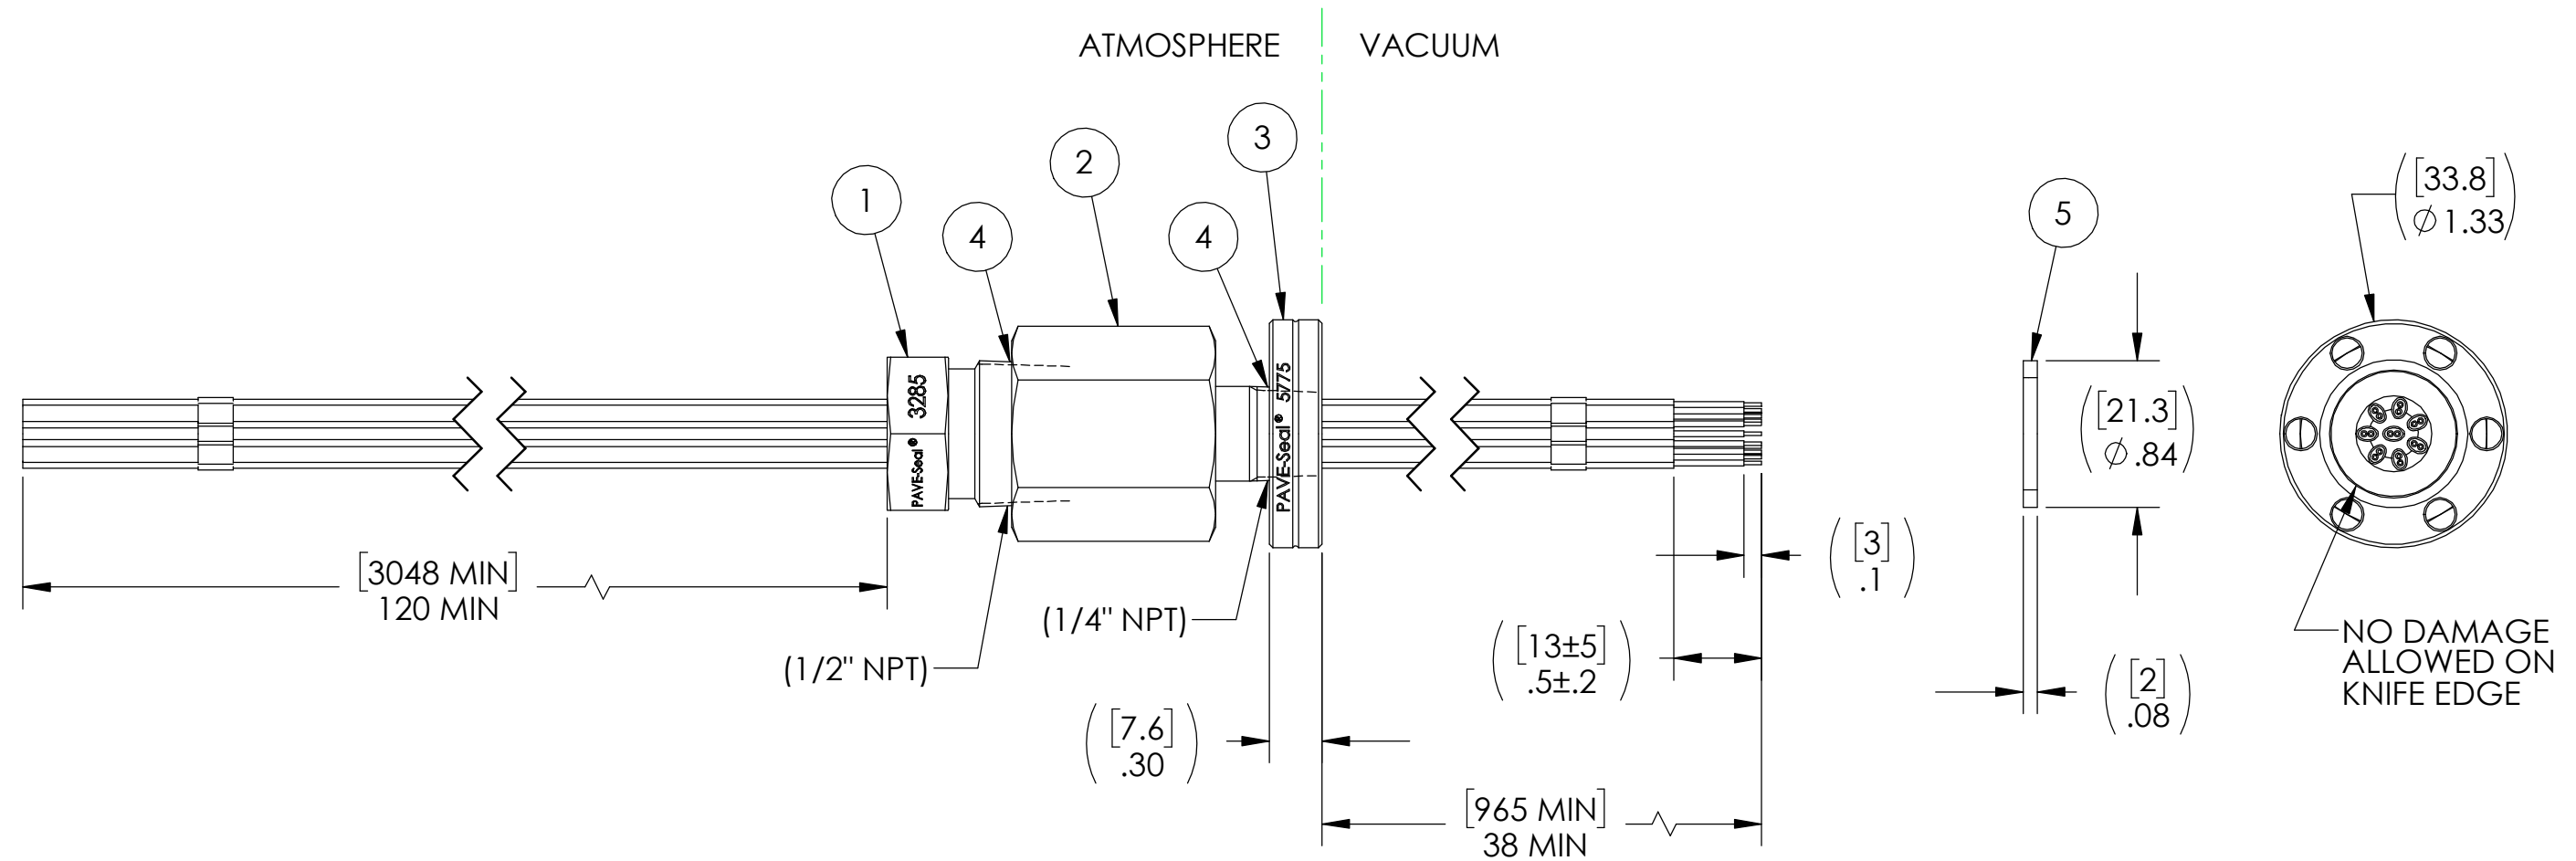 ATMOSPHERE
VACUUM
1
2
3
4
4
5
[33.8]
Ø 1.33
3285
PAVE-Seal®
PAVE-Seal® 5775
[21.3]
Ø .84
[3048 MIN]
120 MIN
(1/2" NPT)
(1/4" NPT)
[3]
.1
[13±5]
.5±.2
[7.6]
.30
[965 MIN]
38 MIN
[2]
.08
NO DAMAGE
ALLOWED ON
KNIFE EDGE